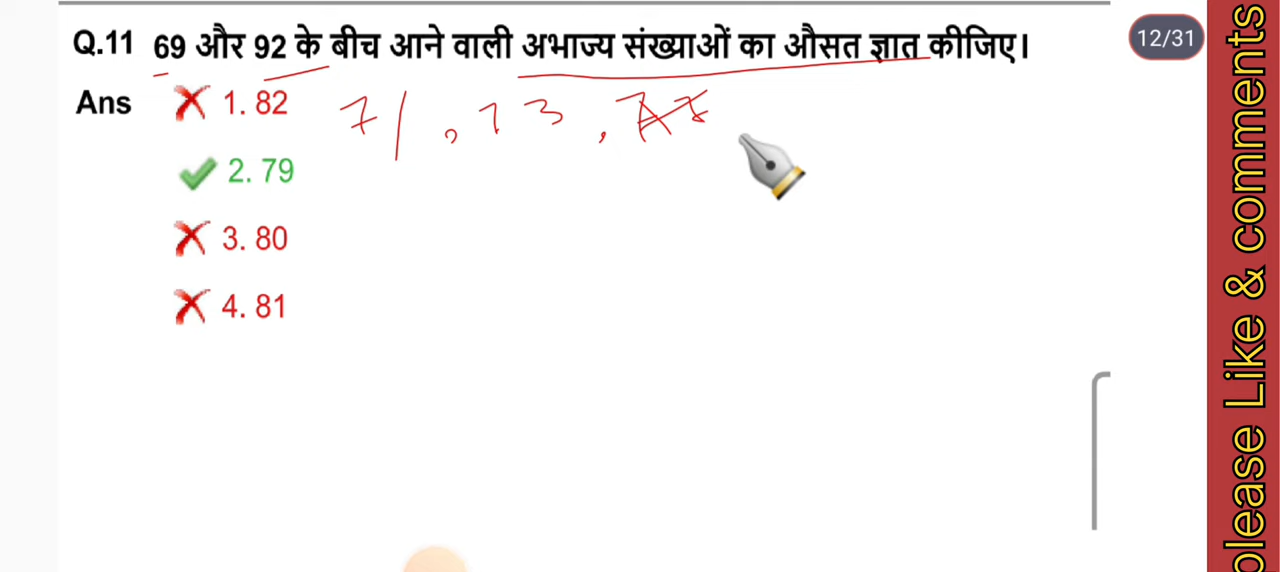 Q.11 69 और 92 के बीच आने वाली अभाज्य संख्याओं का औसत ज्ञात कीजिए।
12/31
Ans 1. 82
71, 73,
2. 79
3. 80
4. 81
please Like & comments